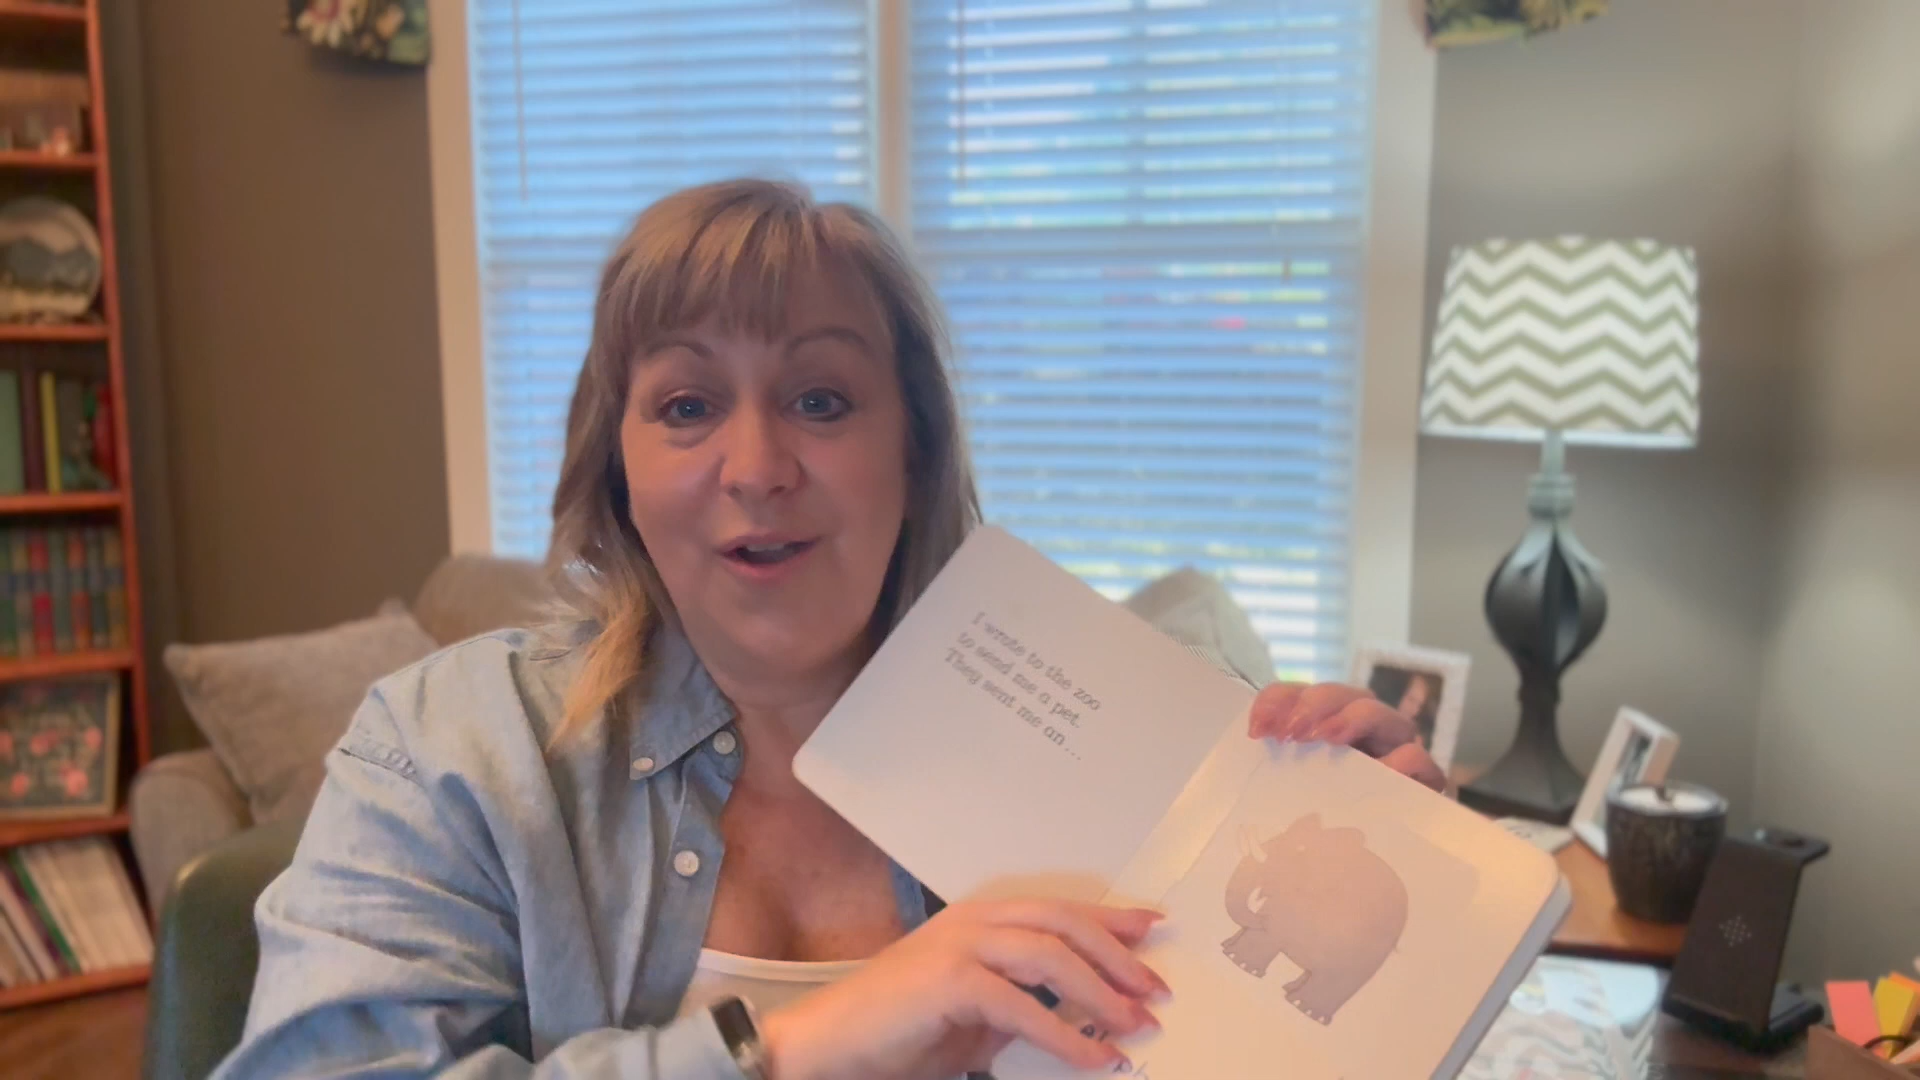 I wrote to the zoo
to send me a pet.
They sent me an...